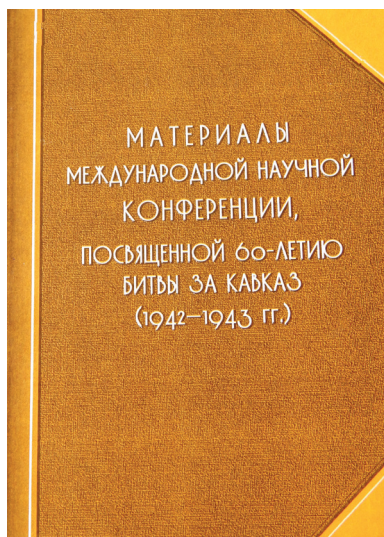 МАТЕРИАЛЫ
МЕЖДУНАРОДНОЙ НАУЧНОЙ
КОНФЕРЕНЦИИ,
ПОСВЯЩЕННОЙ 60-ЛЕТИЮ
БИТВЫ ЗА КАВКАЗ
(1942–1943 гг.)